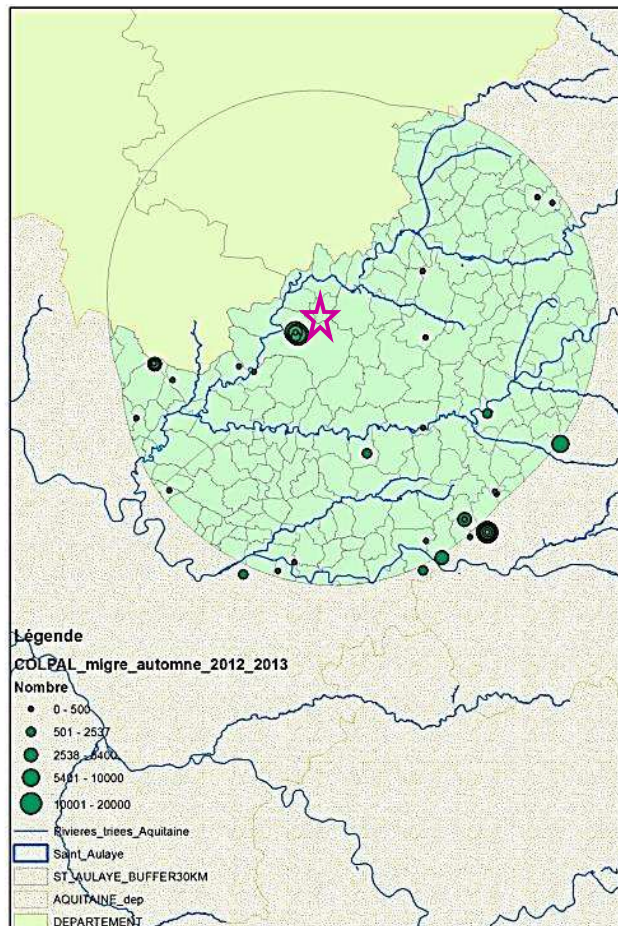 Légende
COLPAL_migre_automne_2012_2013
Nombre
0 - 500
501 - 2537
2538 - 5400
5401 - 10000
10001 - 20000
Rivieres_triees_Aquitaine
Saint_Aulaye
ST_AULAYE_BUFFER30KM
AQUITAINE_dep
DEPARTEMENT